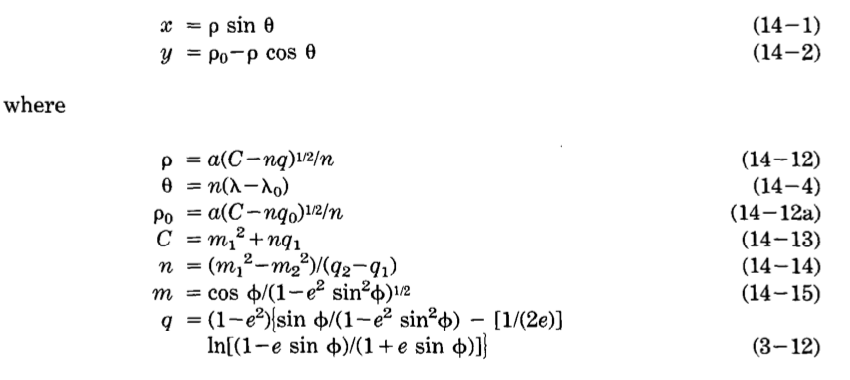 x = ρ sin θ (14−1)
y = ρ₀−ρ cos θ (14−2)
where
ρ = a(C−nq)^1/2/n (14−12)
θ = n(λ−λ₀) (14−4)
ρ₀ = a(C−nq₀)^1/2/n (14−12a)
C = m₁²+nq₁ (14−13)
n = (m₁²−m₂²)/(q₂−q₁) (14−14)
m = cos φ/(1−e² sin²φ)^1/2 (14−15)
q = (1−e²){sin φ/(1−e² sin²φ) − [1/(2e)]
ln[(1−e sin φ)/(1+e sin φ)]} (3−12)